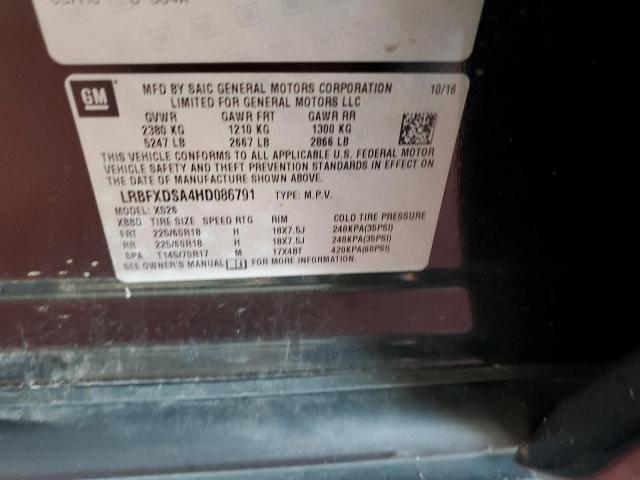 GM
MFD BY SAIC GENERAL MOTORS CORPORATION 10/16
LIMITED FOR GENERAL MOTORS LLC
GVWR GAWR FRT GAWR RR
2380 KG 1210 KG 1300 KG
5247 LB 2667 LB 2866 LB
THIS VEHICLE CONFORMS TO ALL APPLICABLE U.S. FEDERAL MOTOR
VEHICLE SAFETY AND THEFT PREVENTION STANDARDS IN EFFECT ON
THE DATE OF MANUFACTURE SHOWN ABOVE.
LRBFXDSA4HD086791 TYPE: M.P.V.
MODEL: XS26
XBBD TIRE SIZE SPEED RTG RIM COLD TIRE PRESSURE
FRT 225/60R18 H 18X7.5J 240KPA(35PSI)
RR 225/60R18 H 18X7.5J 240KPA(35PSI)
SPA T145/70R17 M 17X4BT 420KPA(60PSI)
SEE OWNER'S MANUAL FOR MORE INFORMATION.